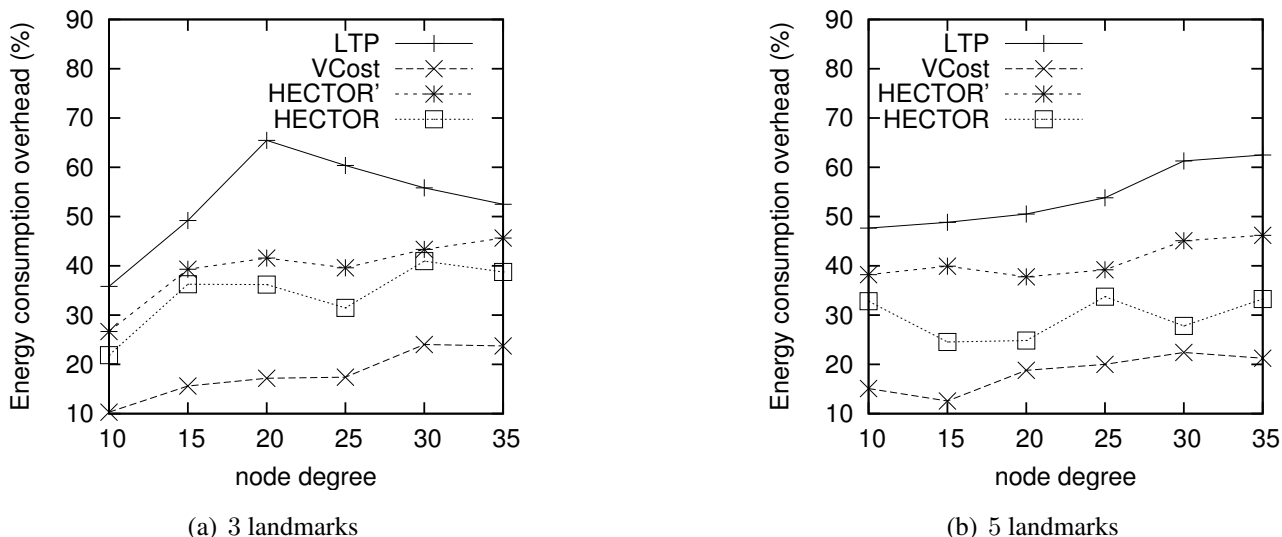 Energy consumption overhead (%)
90
80
70
60
50
40
30
20
10
LTP
VCost
HECTOR'
HECTOR
10 15 20 25 30 35
node degree
(a) 3 landmarks
Energy consumption overhead (%)
90
80
70
60
50
40
30
20
10
LTP
VCost
HECTOR'
HECTOR
10 15 20 25 30 35
node degree
(b) 5 landmarks